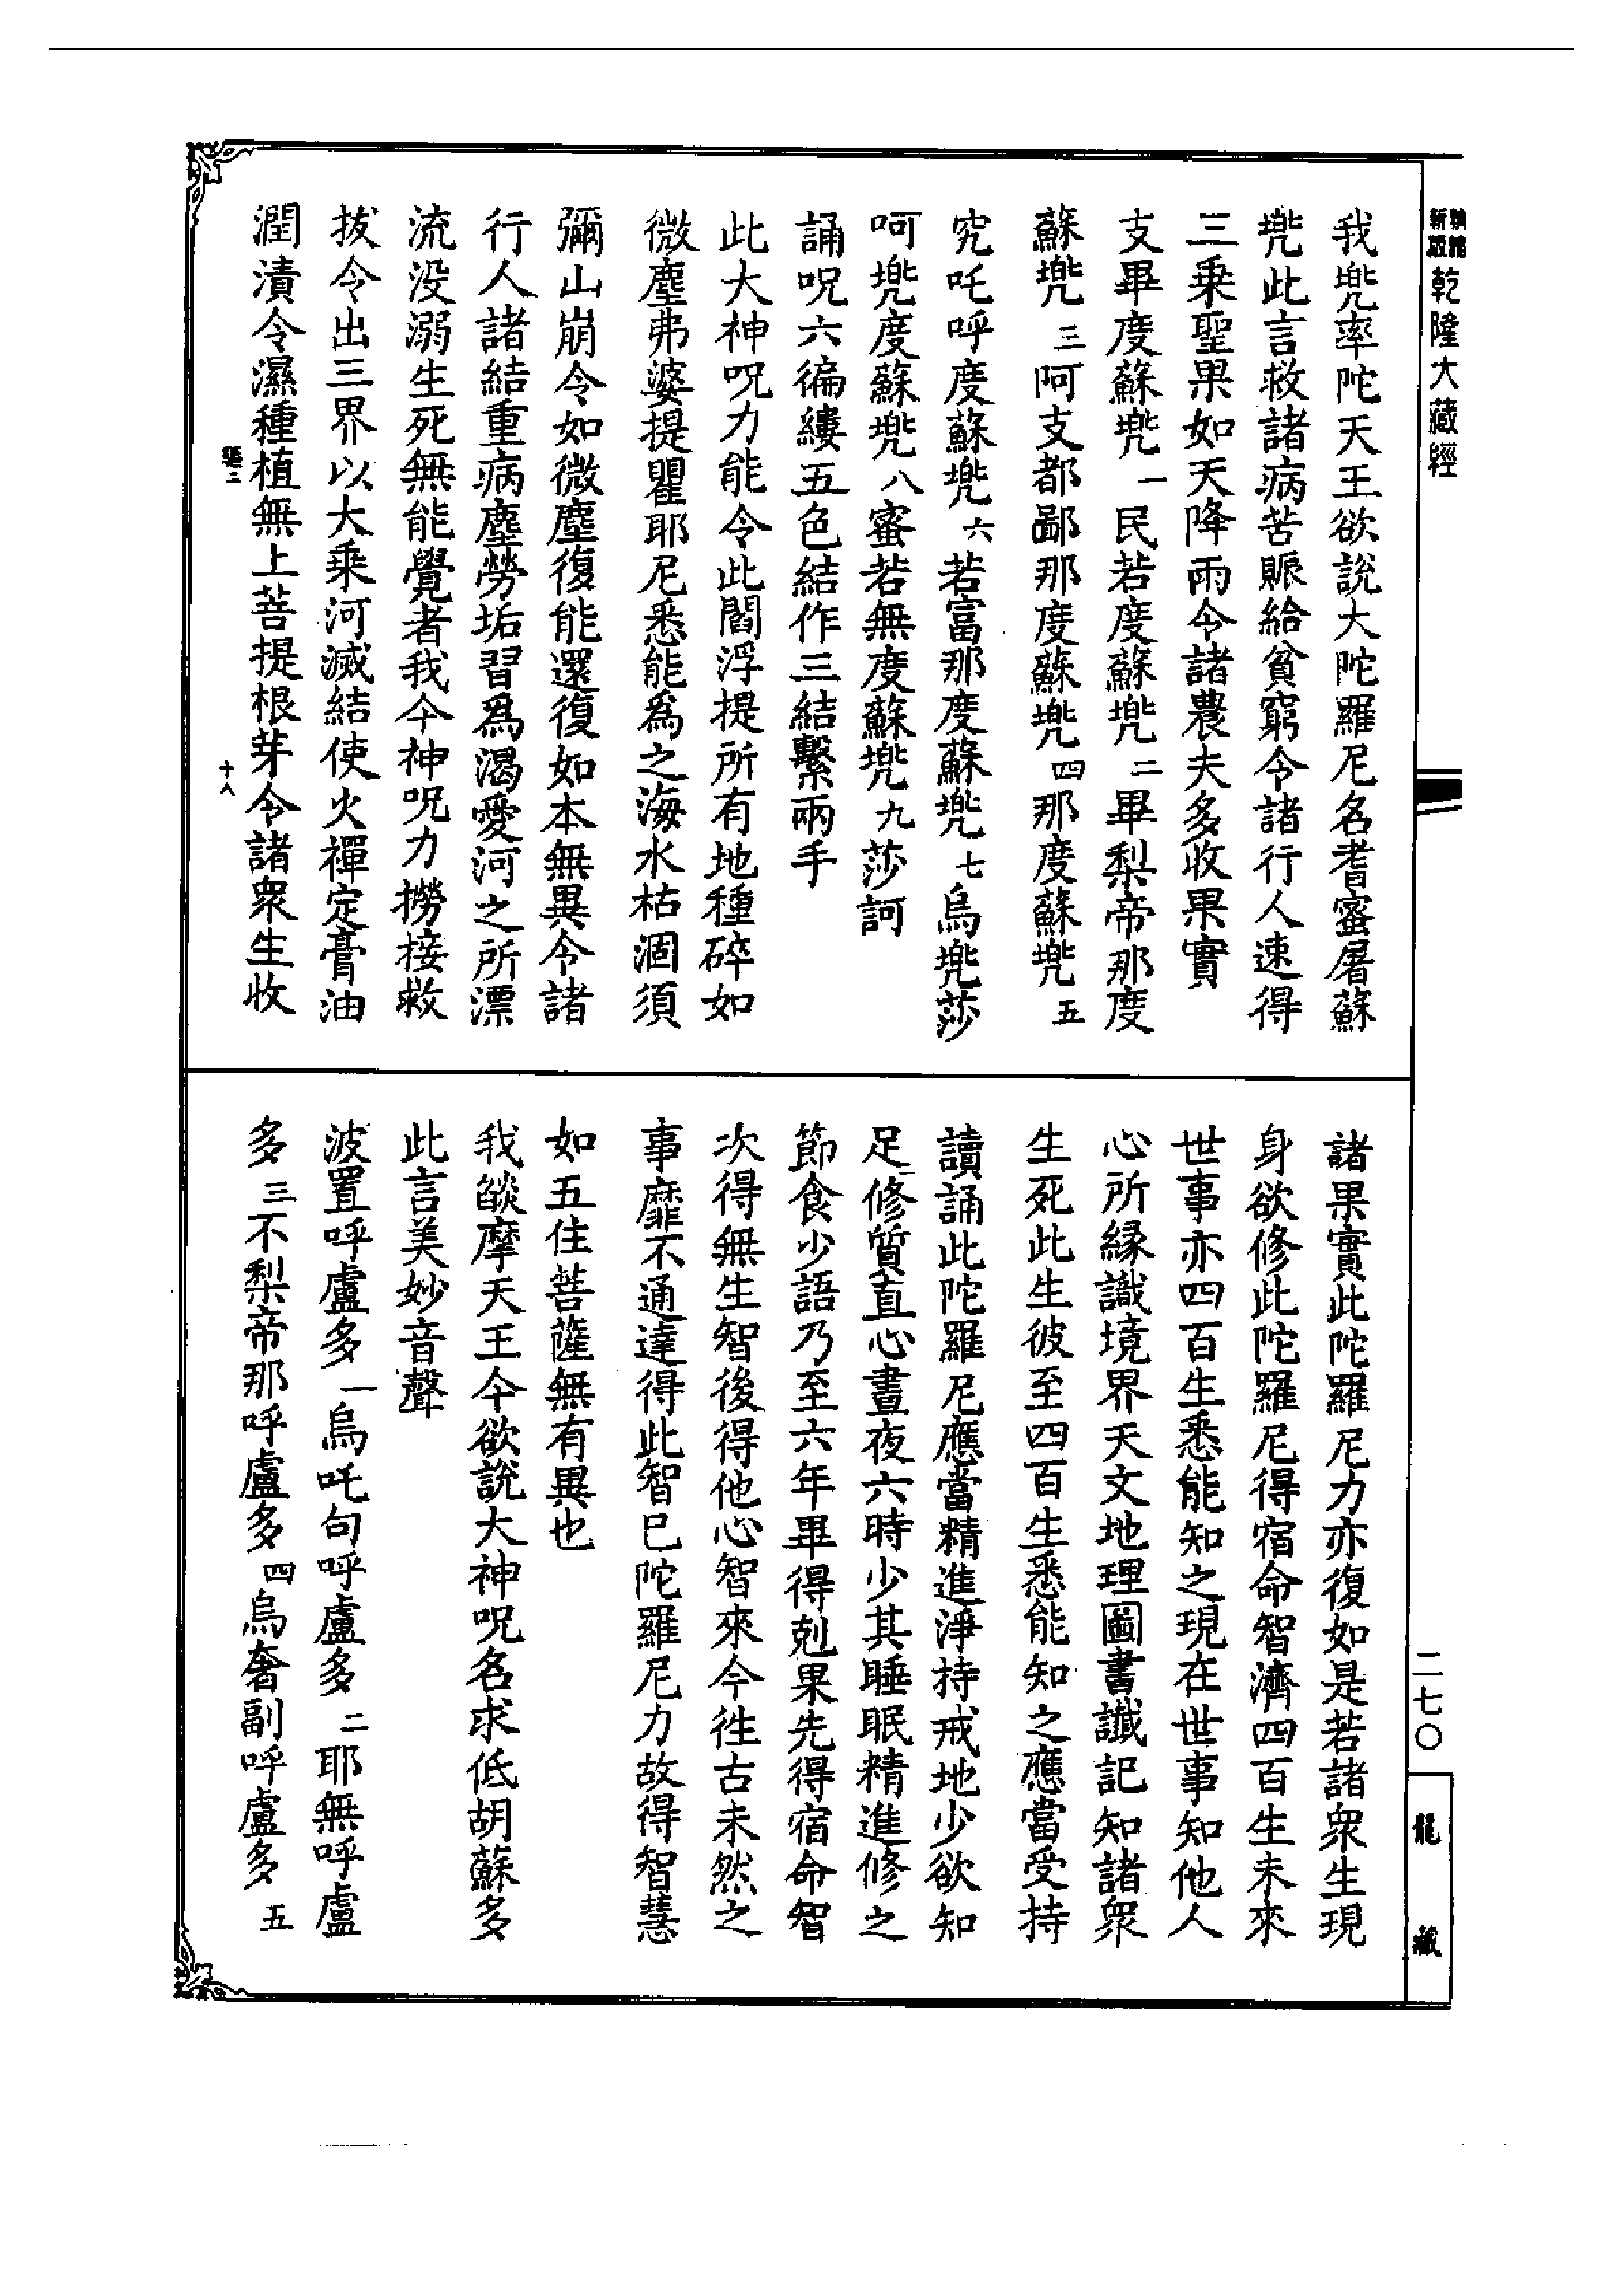 精縮
新版
乾隆大藏經
我兠率陀天王欲說大陀羅尼名耆蜜屠蘇
兠此言救諸病苦賑給貧窮令諸行人速得
三乗聖果如天降雨令諸農夫多收果實
支畢度蘇兠一民若度蘇兠二畢梨帝那度
蘇兠三阿支都鄙那度蘇兠四那度蘇兠五
究吒呼度蘇兠六若富那度蘇兠七烏兠莎
呵兠度蘇兠八蜜若無度蘇兠九莎訶
誦呪六徧縷五色結作三結繫兩手
此大神呪力能令此閻浮提所有地種碎如
微塵弗婆提瞿耶尼悉能爲之海水枯涸須
彌山崩令如微塵復能還復如本無異令諸
行人諸結重病塵勞垢習爲渴愛河之所漂
流没溺生死無能覺者我今神呪力撈接救
拔令出三界以大乗河滅結使火禪定膏油
潤漬令濕種植無上菩提根芽令諸衆生收
十八
諸果實此陀羅尼力亦復如是若諸衆生現
身欲修此陀羅尼得宿命智濟四百生未來
世事亦四百生悉能知之現在世事知他人
心所緣識境界天文地理圖書讖記知諸衆
生死此生彼至四百生悉能知之應當受持
讀誦此陀羅尼應當精進淨持戒地少欲知
足修質直心晝夜六時少其睡眠精進修之
節食少語乃至六年畢得剋果先得宿命智
次得無生智後得他心智來今徃古未然之
事靡不通達得此智已陀羅尼力故得智慧
如五住菩薩無有異也
我燄摩天王今欲說大神呪名求低胡蘇多
此言美妙音聲
波置呼盧多一烏吒句呼盧多二耶無呼盧
多三不梨帝那呼盧多四烏奢副呼盧多五
二七〇
龍藏